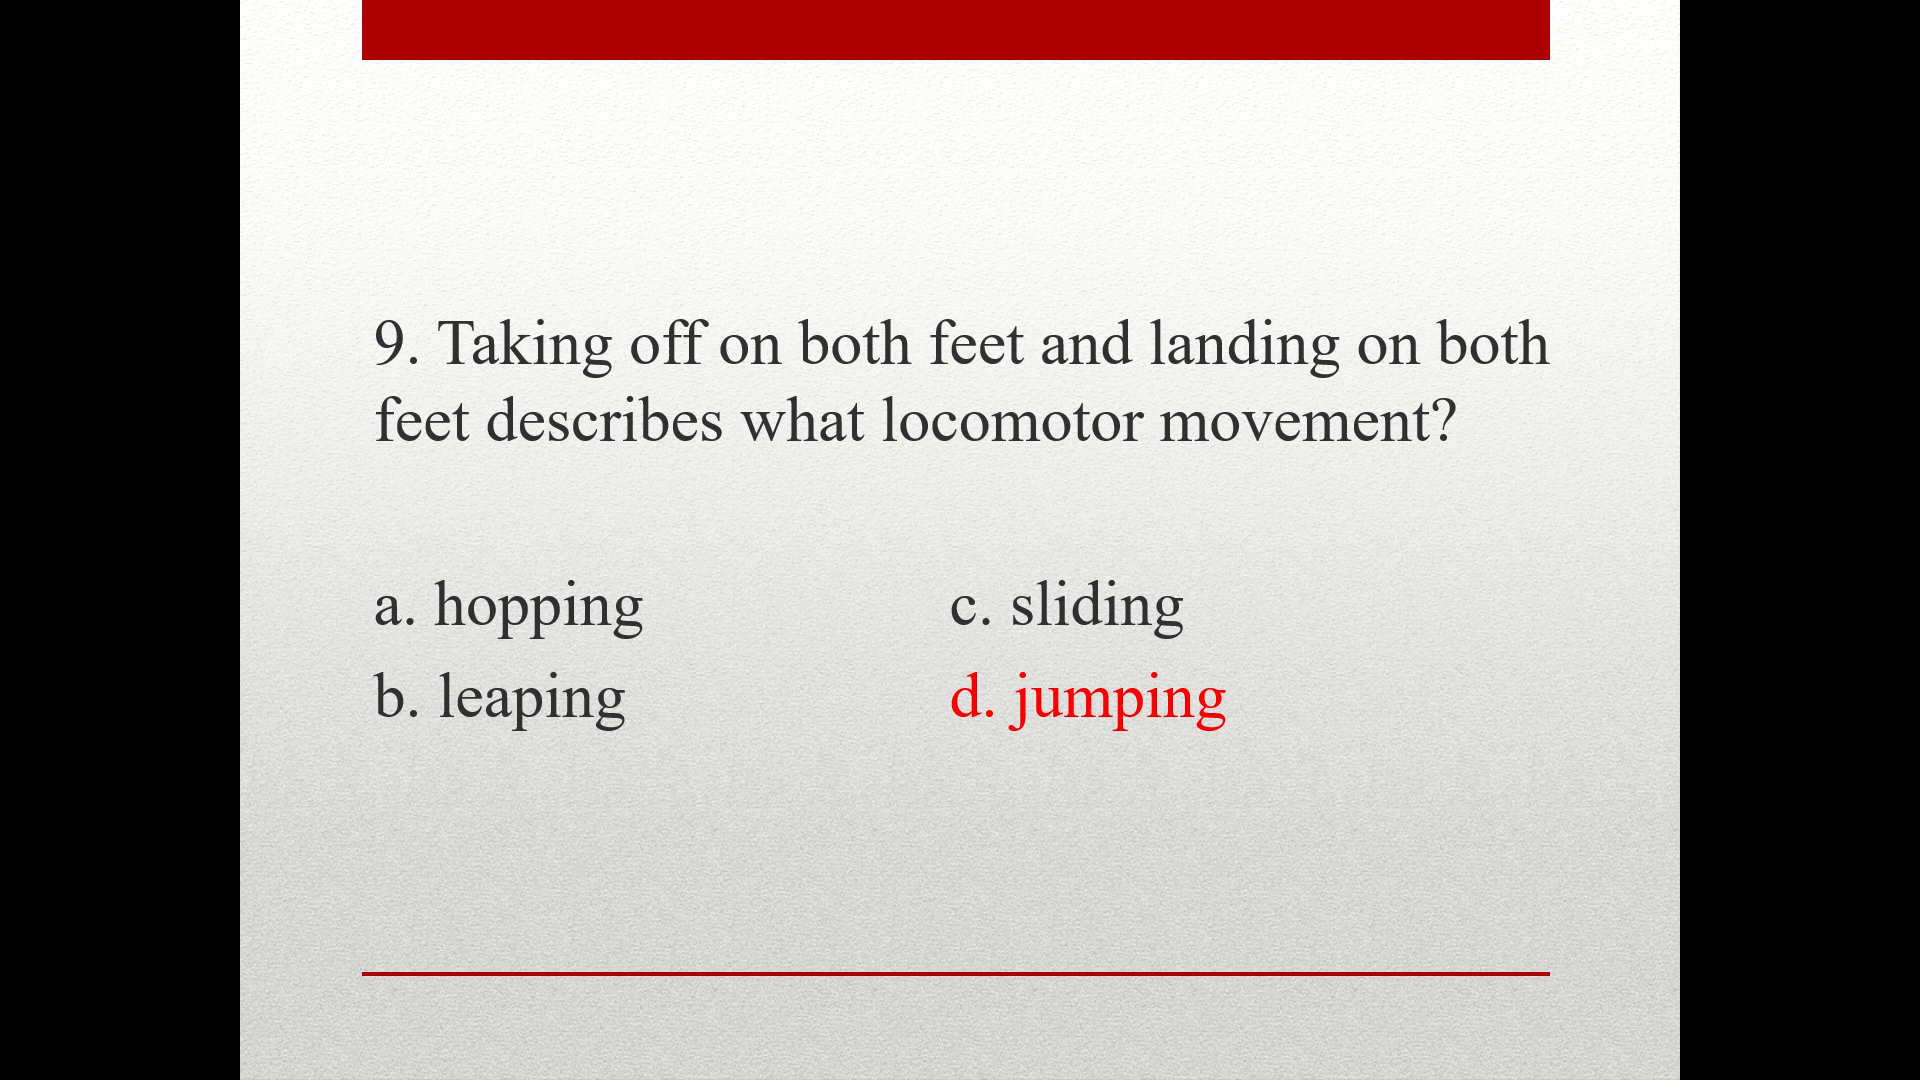 9. Taking off on both feet and landing on both
feet describes what locomotor movement?
a. hopping c. sliding
b. leaping d. jumping